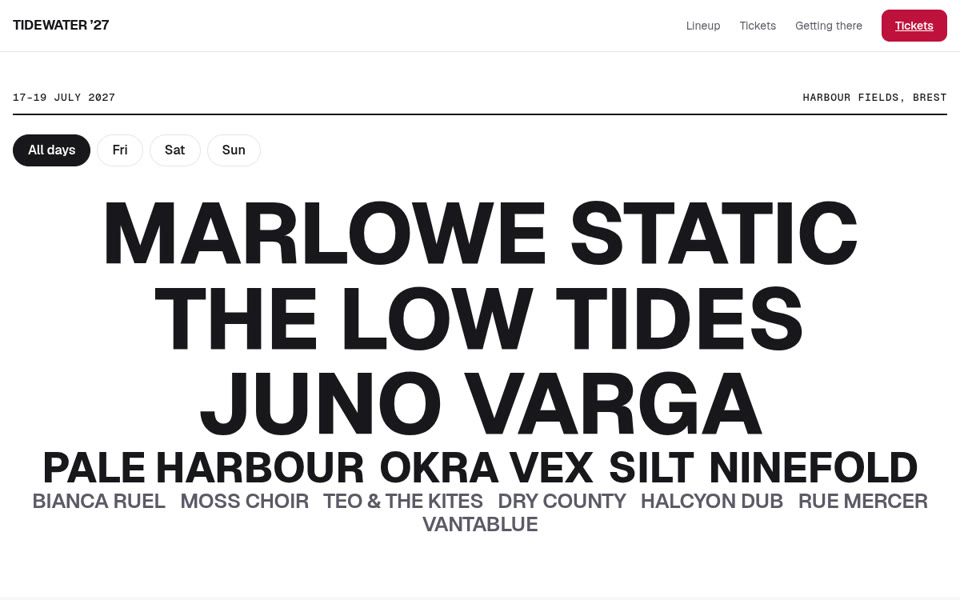 TIDEWATER ’27
Lineup Tickets Getting there Tickets
17–19 JULY 2027 HARBOUR FIELDS, BREST
All days Fri Sat Sun
MARLOWE STATIC
THE LOW TIDES
JUNO VARGA
PALE HARBOUR OKRA VEX SILT NINEFOLD
BIANCA RUEL MOSS CHOIR TEO & THE KITES DRY COUNTY HALCYON DUB RUE MERCER
VANTABLUE